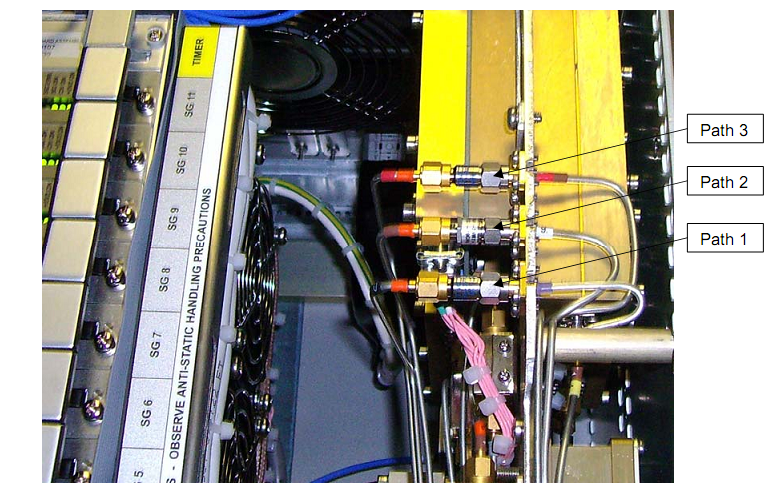 TIMER
SG 11
SG 10
SG 9
SG 8
SG 7
SG 6
5
S - OBSERVE ANTI-STATIC HANDLING PRECAUTIONS
Path 3
Path 2
Path 1